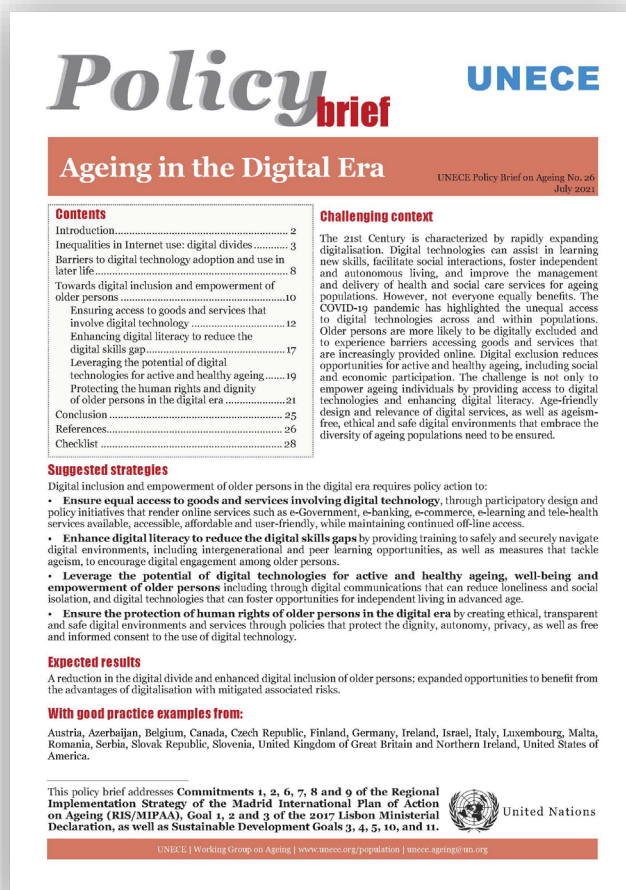 Policy
brief
UNECE
Ageing in the Digital Era
UNECE Policy Brief on Ageing No. 26
July 2021
Contents
Introduction.......................................................... 2
Inequalities in Internet use: digital divides............ 3
Barriers to digital technology adoption and use in
later life................................................................. 8
Towards digital inclusion and empowerment of
older persons .......................................................10
Ensuring access to goods and services that
involve digital technology ...............................12
Enhancing digital literacy to reduce the
digital skills gap..............................................17
Leveraging the potential of digital
technologies for active and healthy ageing.......19
Protecting the human rights and dignity
of older persons in the digital era ....................21
Conclusion .......................................................... 25
References........................................................... 26
Checklist ............................................................. 28
Challenging context
The 21st Century is characterized by rapidly expanding
digitalisation. Digital technologies can assist in learning
new skills, facilitate social interactions, foster independent
and autonomous living, and improve the management
and delivery of health and social care services for ageing
populations. However, not everyone equally benefits. The
COVID-19 pandemic has highlighted the unequal access
to digital technologies across and within populations.
Older persons are more likely to be digitally excluded and
to experience barriers accessing goods and services that
are increasingly provided online. Digital exclusion reduces
opportunities for active and healthy ageing, including social
and economic participation. The challenge is not only to
empower ageing individuals by providing access to digital
technologies and enhancing digital literacy. Age-friendly
design and relevance of digital services, as well as ageism-
free, ethical and safe digital environments that embrace the
diversity of ageing populations need to be ensured.
Suggested strategies
Digital inclusion and empowerment of older persons in the digital era requires policy action to:
• Ensure equal access to goods and services involving digital technology, through participatory design and
policy initiatives that render online services such as e-Government, e-banking, e-commerce, e-learning and tele-health
services available, accessible, affordable and user-friendly, while maintaining continued off-line access.
• Enhance digital literacy to reduce the digital skills gaps by providing training to safely and securely navigate
digital environments, including intergenerational and peer learning opportunities, as well as measures that tackle
ageism, to encourage digital engagement among older persons.
• Leverage the potential of digital technologies for active and healthy ageing, well-being and
empowerment of older persons including through digital communications that can reduce loneliness and social
isolation, and digital technologies that can foster opportunities for independent living in advanced age.
• Ensure the protection of human rights of older persons in the digital era by creating ethical, transparent
and safe digital environments and services through policies that protect the dignity, autonomy, privacy, as well as free
and informed consent to the use of digital technology.
Expected results
A reduction in the digital divide and enhanced digital inclusion of older persons; expanded opportunities to benefit from
the advantages of digitalisation with mitigated associated risks.
With good practice examples from:
Austria, Azerbaijan, Belgium, Canada, Czech Republic, Finland, Germany, Ireland, Israel, Italy, Luxembourg, Malta,
Romania, Serbia, Slovak Republic, Slovenia, United Kingdom of Great Britain and Northern Ireland, United States of
America.
This policy brief addresses Commitments 1, 2, 6, 7, 8 and 9 of the Regional
Implementation Strategy of the Madrid International Plan of Action
on Ageing (RIS/MIPAA), Goal 1, 2 and 3 of the 2017 Lisbon Ministerial
Declaration, as well as Sustainable Development Goals 3, 4, 5, 10, and 11.
United Nations
UNECE | Working Group on Ageing | www.unece.org/population | unece.ageing@un.org